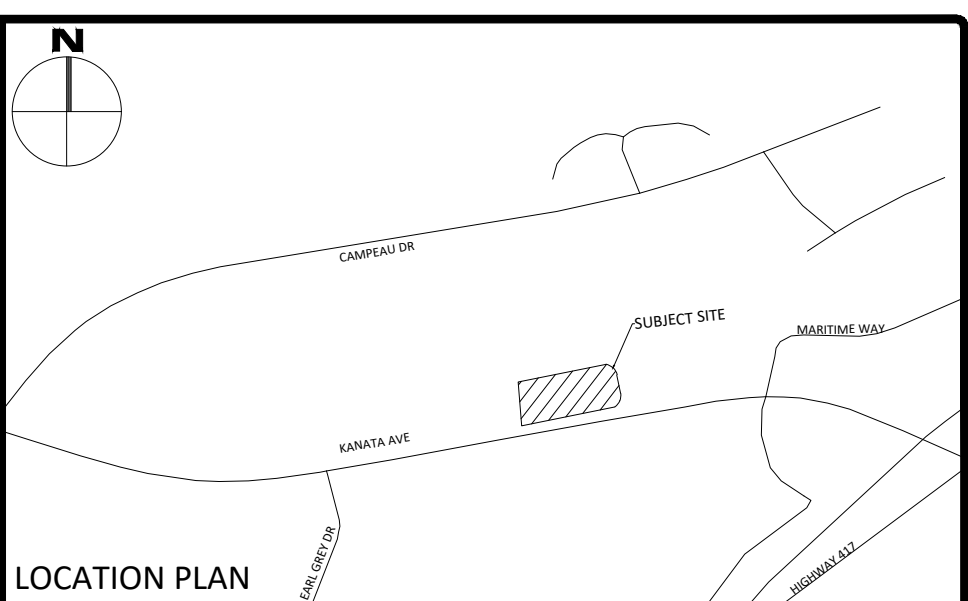 N
CAMPEAU DR
SUBJECT SITE
MARITIME WAY
KANATA AVE
EARL GREY DR
HIGHWAY 417
LOCATION PLAN